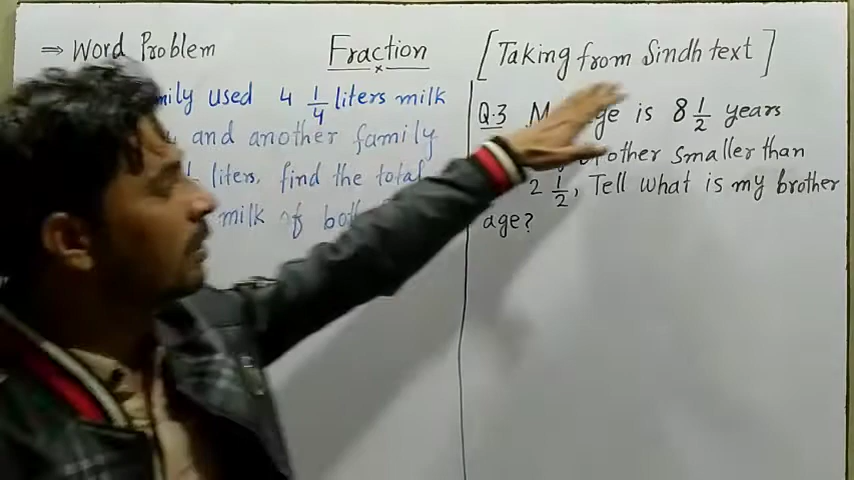 ⇒ Word Problem
Fraction
[Taking from Sindh text]
mily used 4 1/4 liters milk
and another family
liters. find the total
milk of both
Q:3 M ge is 8 1/2 years
brother smaller than
2 1/2, Tell what is my brother
age?